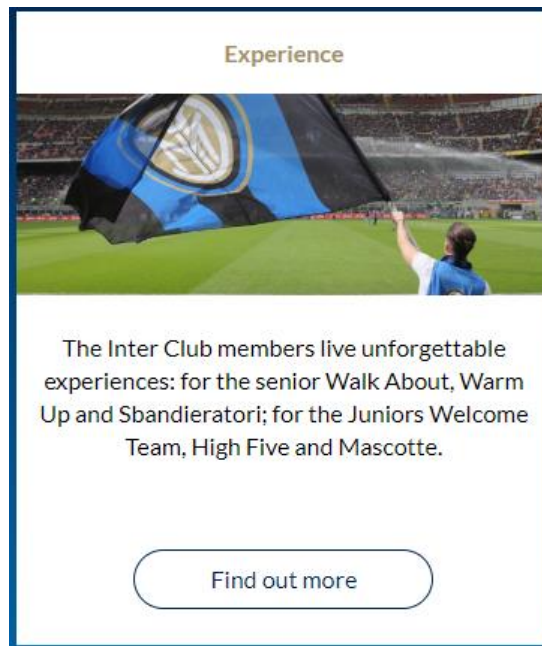 Experience
The Inter Club members live unforgettable
experiences: for the senior Walk About, Warm
Up and Sbandieratori; for the Juniors Welcome
Team, High Five and Mascotte.
Find out more